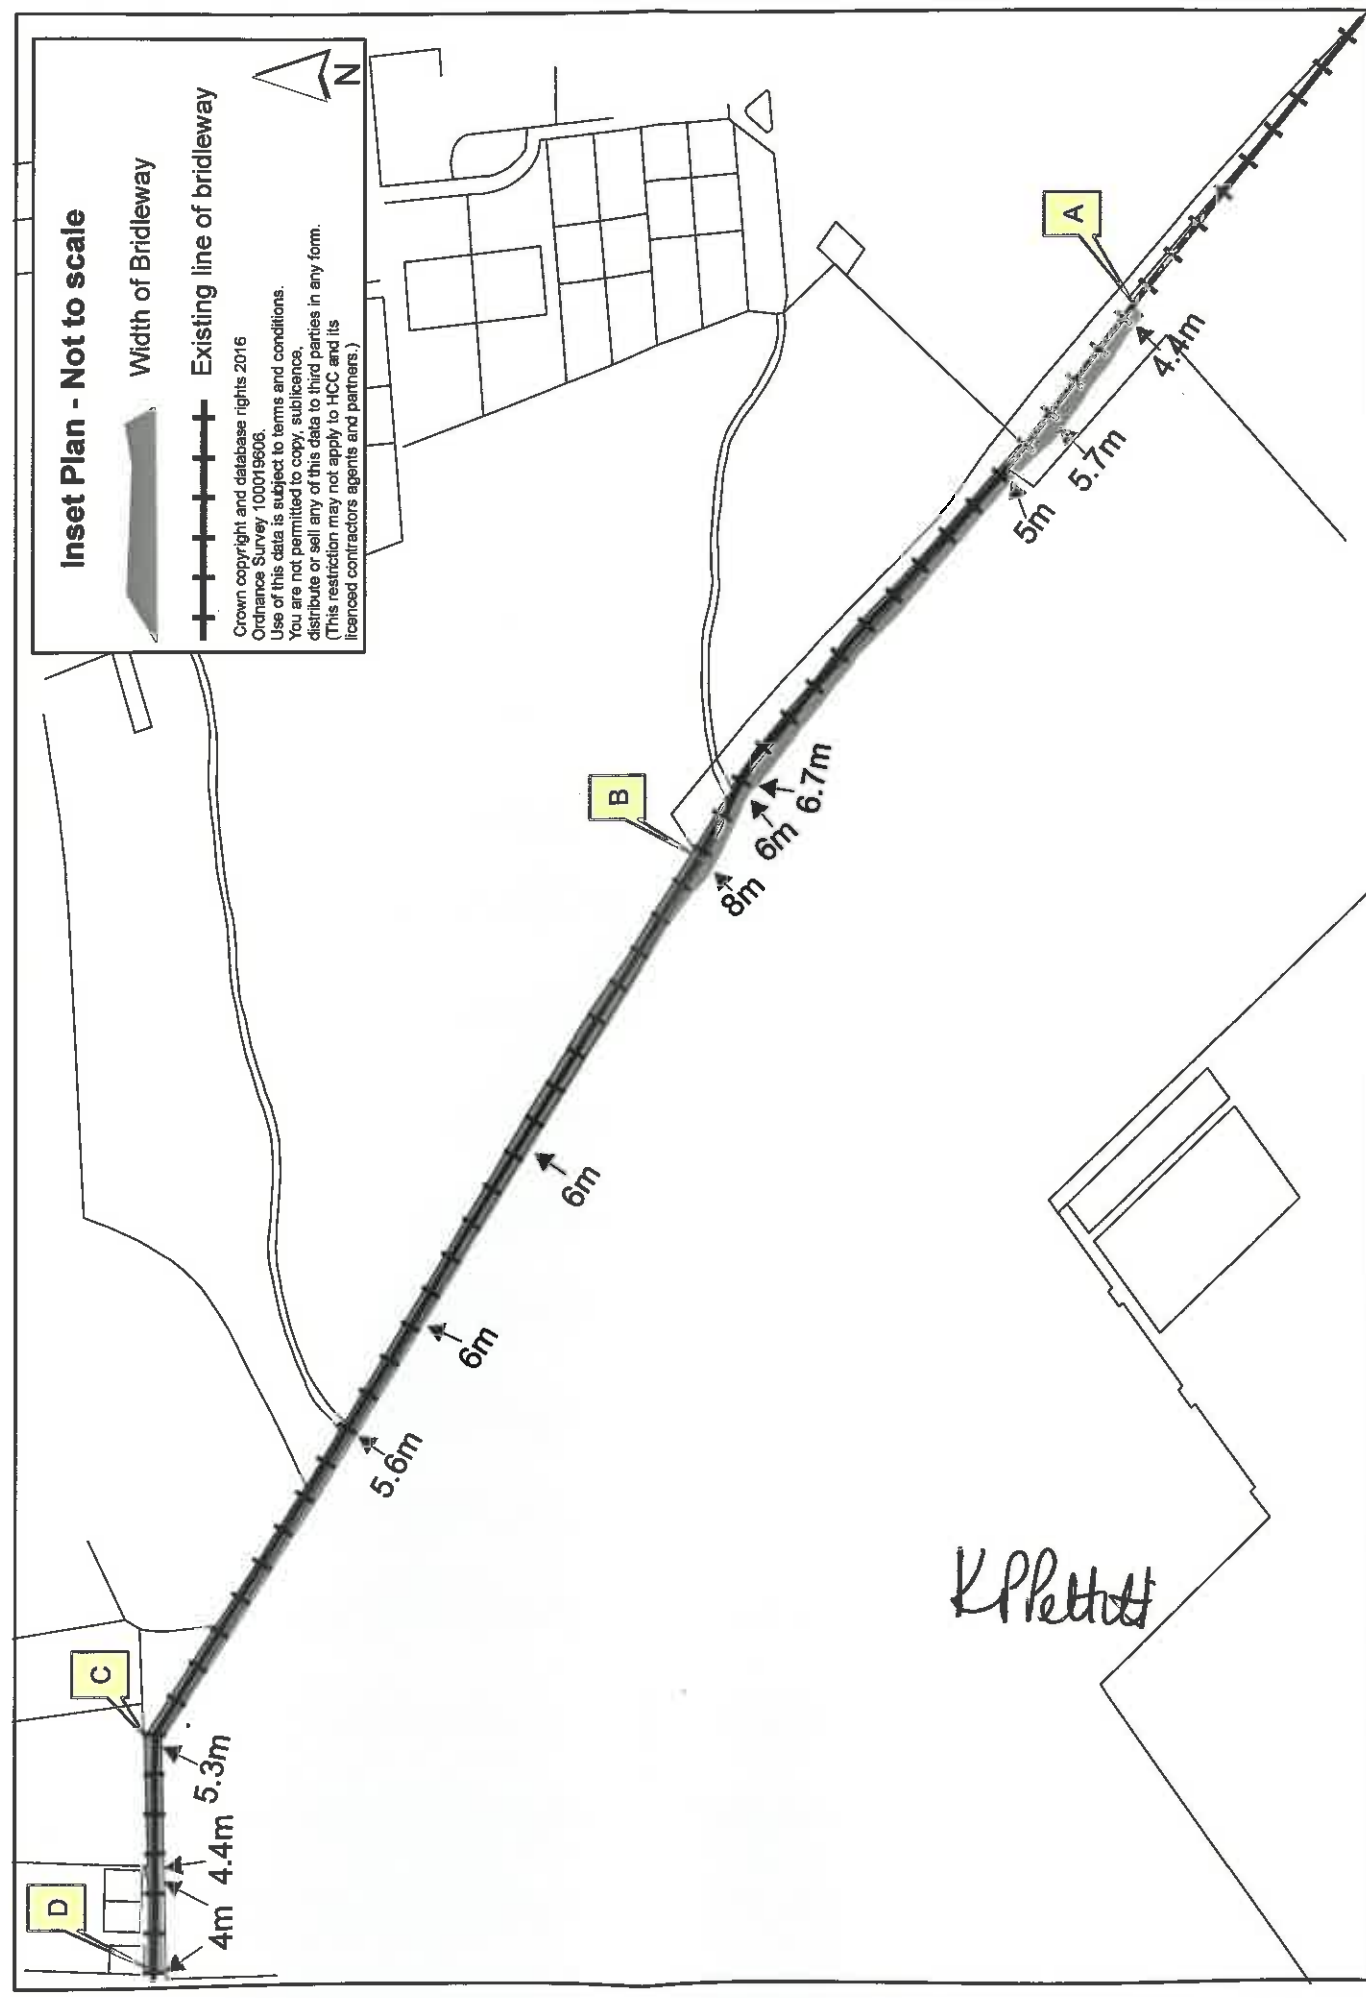 Inset Plan - Not to scale
Width of Bridleway
Existing line of bridleway
N
Crown copyright and database rights 2016
Ordnance Survey 100019606.
Use of this data is subject to terms and conditions.
You are not permitted to copy, sublicence,
distribute or sell any of this data to third parties in any form.
(This restriction may not apply to HCC and its
licenced contractors agents and partners.)
D
4m
4.4m
5.3m
C
5.6m
6m
6m
B
8m
6m
6.7m
5m
5.7m
4.4m
A
KPPettitt